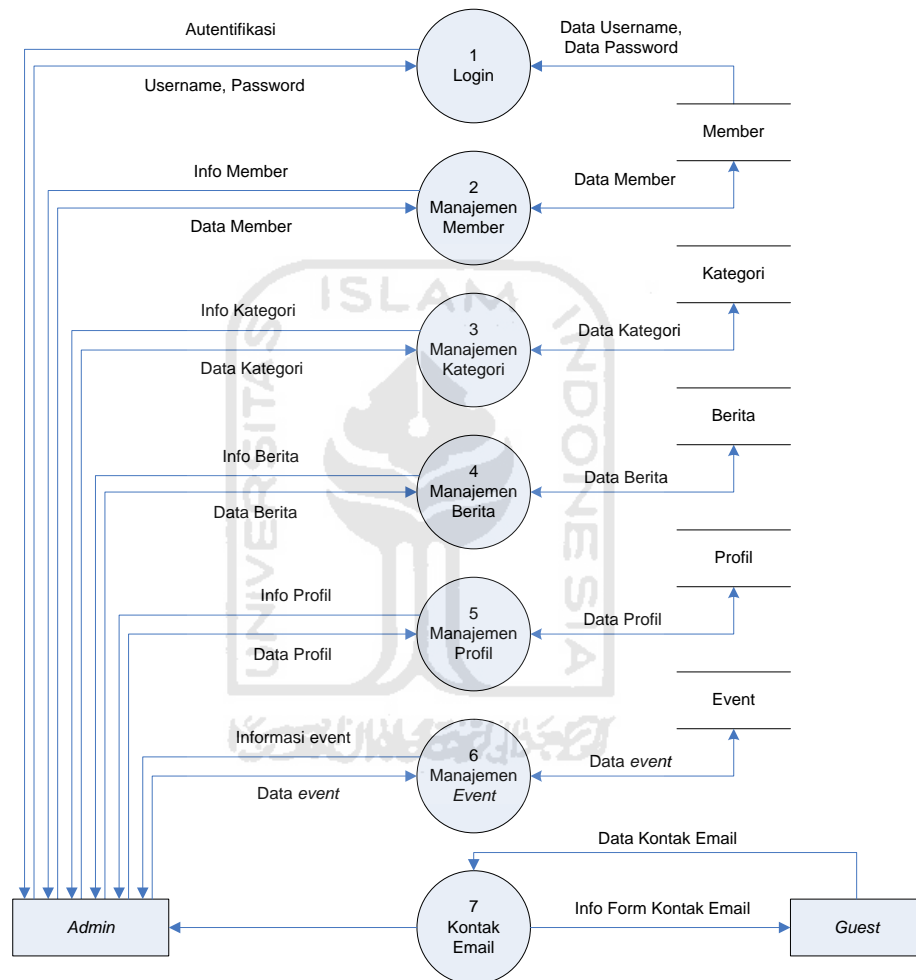 Autentifikasi
Username, Password
1
Login
Data Username,
Data Password
Member
Info Member
Data Member
2
Manajemen
Member
Data Member
Kategori
Info Kategori
Data Kategori
3
Manajemen
Kategori
Data Kategori
Berita
Info Berita
Data Berita
4
Manajemen
Berita
Data Berita
Profil
Info Profil
Data Profil
5
Manajemen
Profil
Data Profil
Event
Informasi event
Data event
6
Manajemen
Event
Data event
Data Kontak Email
Admin
7
Kontak
Email
Info Form Kontak Email
Guest
UNIVERSITAS
ISLAM
INDONESIA